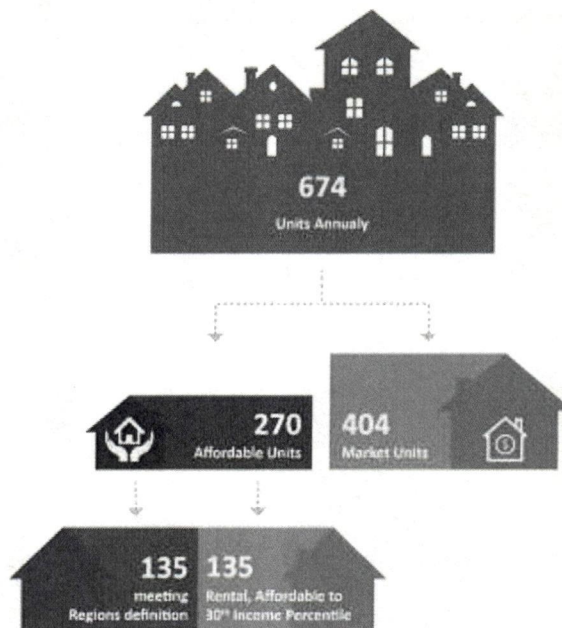 674
Units Annualy
270
Affordable Units
404
Market Units
135
meeting
Regions definition
135
Rental, Affordable to
30th Income Percentile